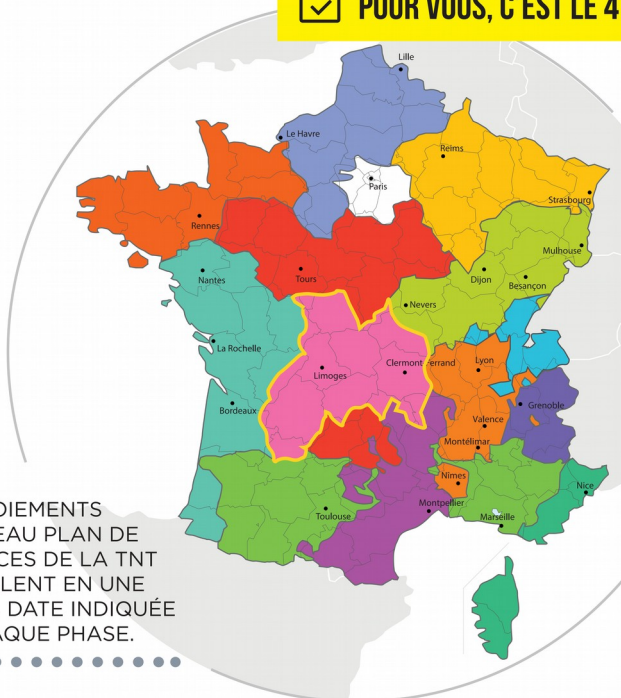 POUR VOUS, C'EST LE 4
Lille
Le Havre
Reims
Paris
Strasbourg
Rennes
Mulhouse
Tours
Dijon
Nantes
Besançon
Nevers
La Rochelle
Clermont Ferrand
Lyon
Limoges
Bordeaux
Grenoble
Valence
Montélimar
Nîmes
Nice
Montpellier
Toulouse
Marseille
OIEMENTS
EAU PLAN DE
CES DE LA TNT
LENT EN UNE
DATE INDIQUÉE
AQUE PHASE.